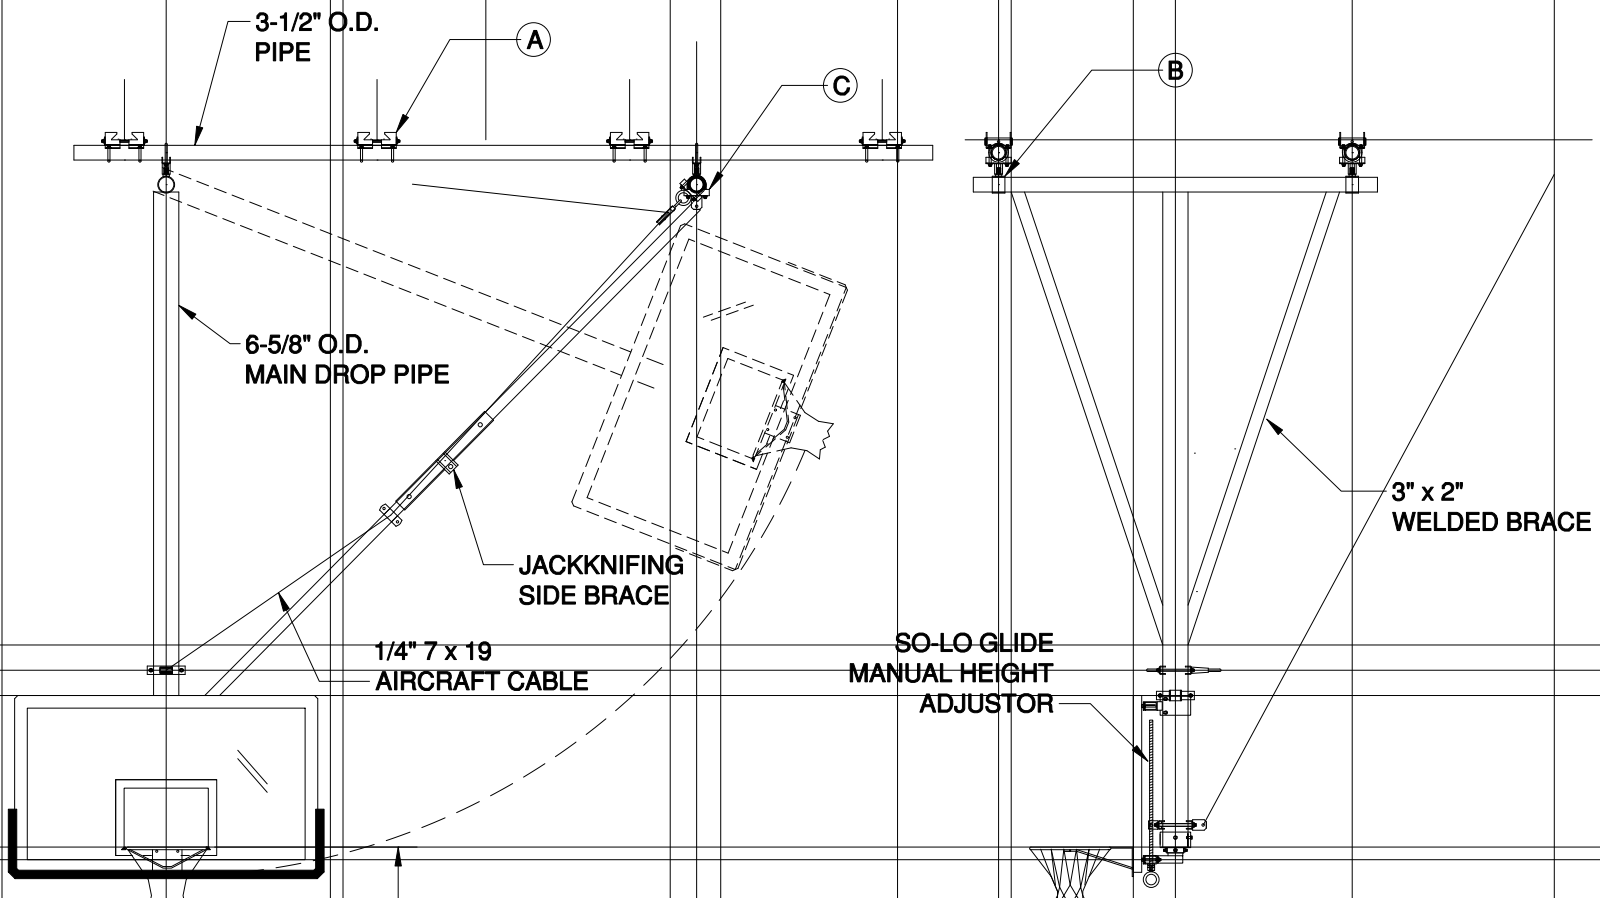 3-1/2" O.D.
PIPE
A
C
B
6-5/8" O.D.
MAIN DROP PIPE
3" x 2"
WELDED BRACE
JACKKNIFING
SIDE BRACE
1/4" 7 x 19
AIRCRAFT CABLE
SO-LO GLIDE
MANUAL HEIGHT
ADJUSTOR